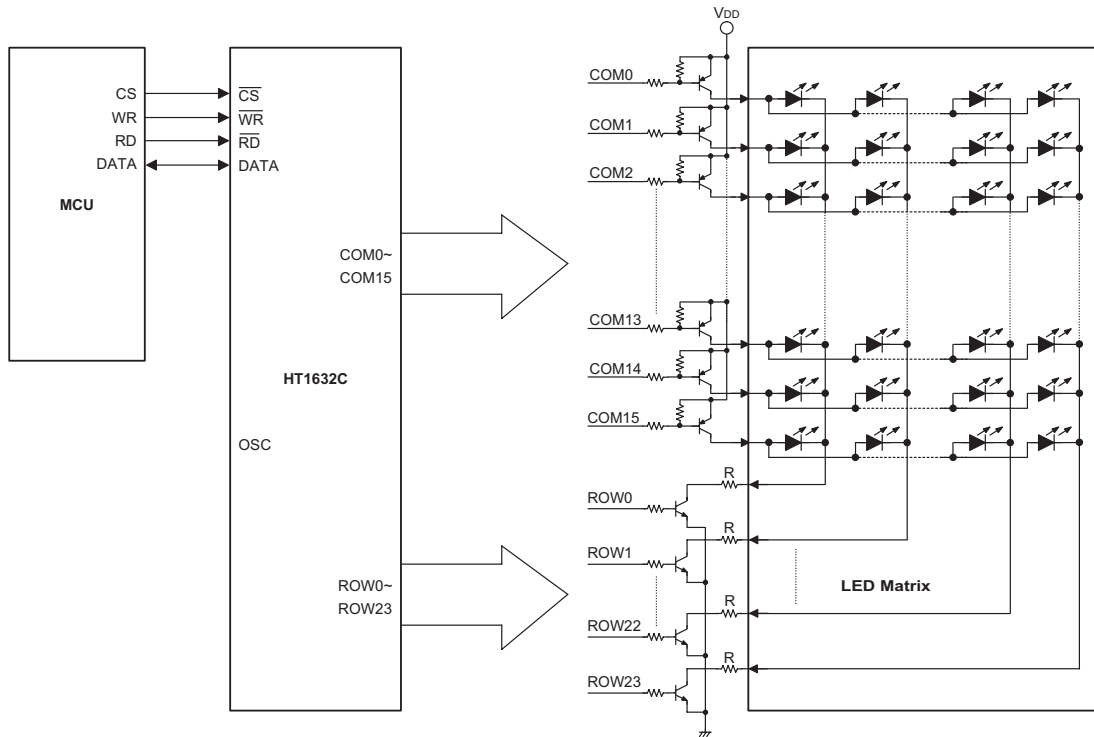 MCU
CS
WR
RD
DATA
CS
WR
RD
DATA
HT1632C
OSC
COM0~
COM15
ROW0~
ROW23
VDD
COM0
COM1
COM2
COM13
COM14
COM15
ROW0
ROW1
ROW22
ROW23
R
R
R
R
LED Matrix